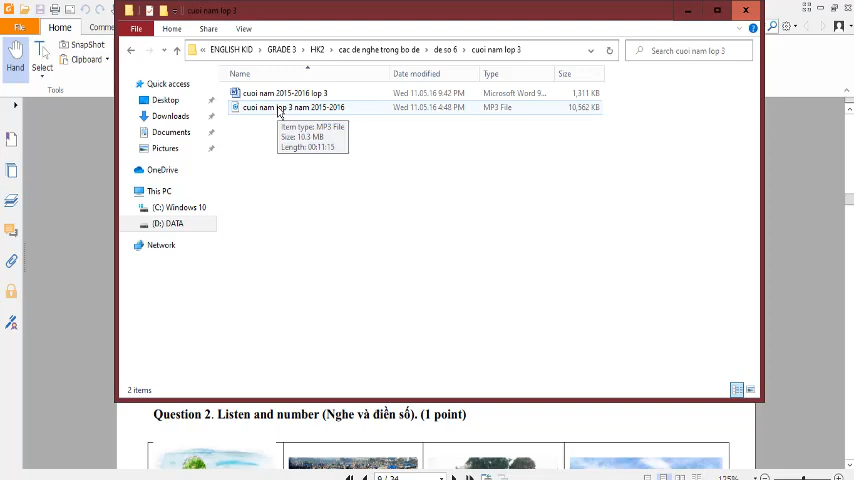 cuoi nam lop 3
File Home Comme
File Home Share View
Hand Select SnapShot Clipboard Tools
ENGLISH KID GRADE 3 HK2 cac de nghe trong bo de de so 6 cuoi nam lop 3 Search cuoi nam lop 3
Name Date modified Type Size
Quick access
Desktop
Downloads
Documents
Pictures
OneDrive
This PC
(C:) Windows 10
(D:) DATA
Network
cuoi nam 2015-2016 lop 3 Wed 11.05.16 9:42 PM Microsoft Word 9... 1,311 KB
cuoi nam lop 3 nam 2015-2016 Wed 11.05.16 4:48 PM MP3 File 10,562 KB
Item type: MP3 File
Size: 10.3 MB
Length: 00:11:15
2 items
Question 2. Listen and number (Nghe và điền số). (1 point)
9 / 34 125%